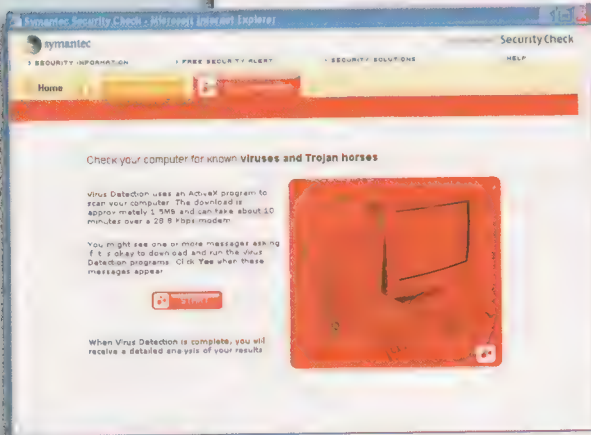 Symantec Security Check - Microsoft Internet Explorer
symantec
Security Check
SECURITY INFORMATION
FREE SECURITY ALERT
SECURITY SOLUTIONS
HELP
Home
Check your computer for known viruses and Trojan horses
Virus Detection uses an ActiveX program to
scan your computer. The download is
approximately 1.5MB and can take about 10
minutes over a 28.8 Kbps modem.
You might see one or more messages asking
if it is okay to download and run the Virus
Detection programs. Click Yes when these
messages appear
START
When Virus Detection is complete, you will
receive a detailed analysis of your results